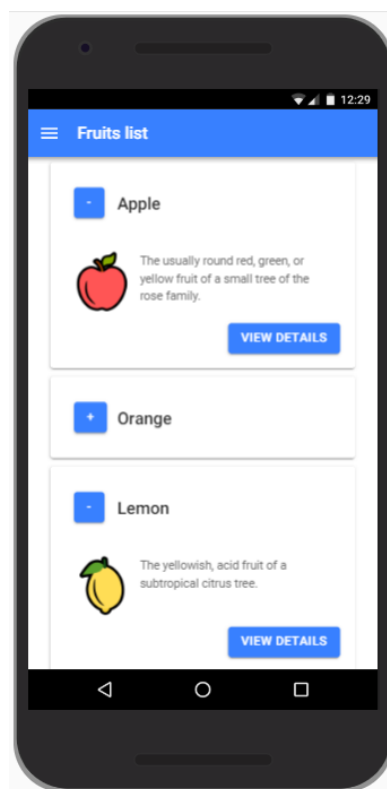 12:29
Fruits list
-
Apple
The usually round red, green, or
yellow fruit of a small tree of the
rose family.
VIEW DETAILS
+
Orange
-
Lemon
The yellowish, acid fruit of a
subtropical citrus tree.
VIEW DETAILS